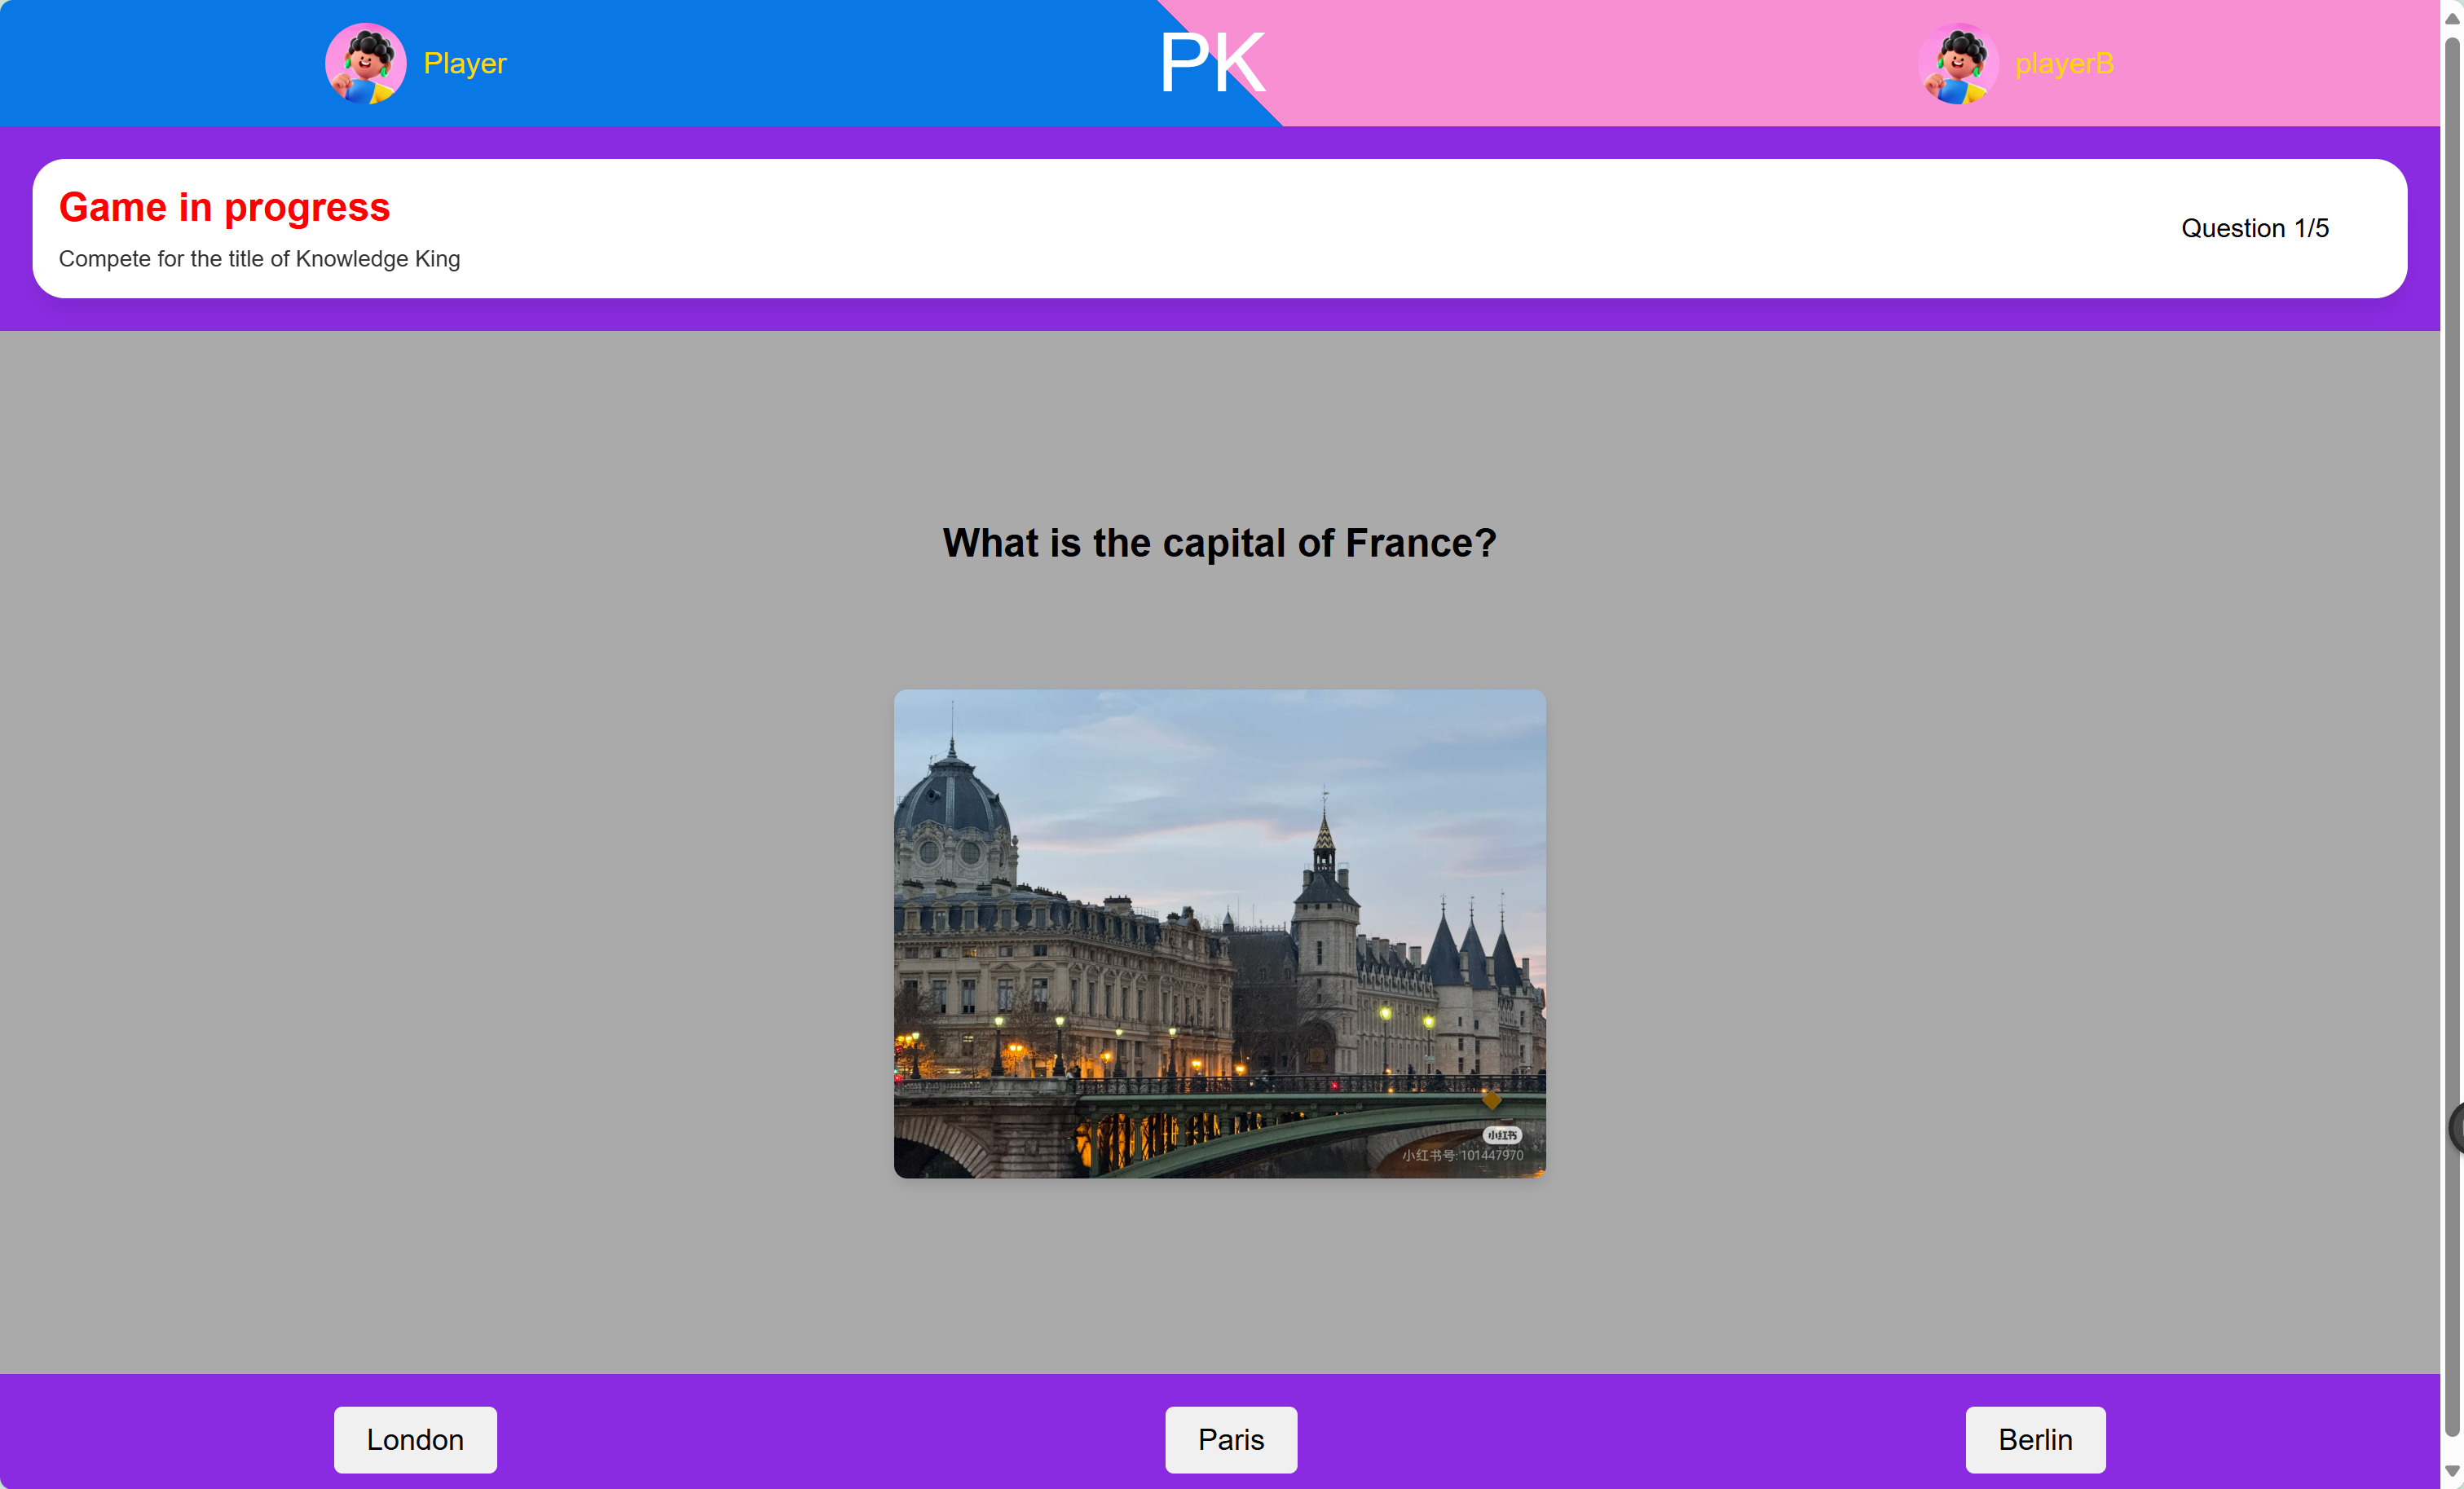 Player
PK
playerB
Game in progress
Compete for the title of Knowledge King
Question 1/5
What is the capital of France?
小红书
小红书号: 101447970
London
Paris
Berlin